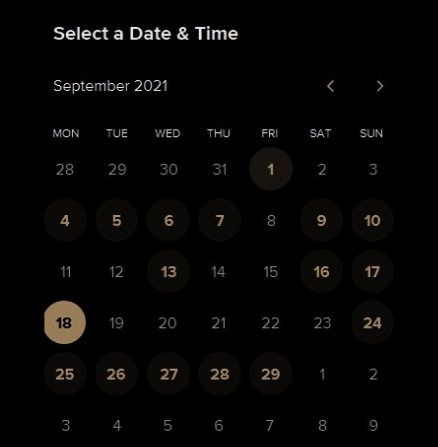 Select a Date & Time
September 2021
MON TUE WED THU FRI SAT SUN
28 29 30 31 1 2 3
4 5 6 7 8 9 10
11 12 13 14 15 16 17
18 19 20 21 22 23 24
25 26 27 28 29 1 2
3 4 5 6 7 8 9